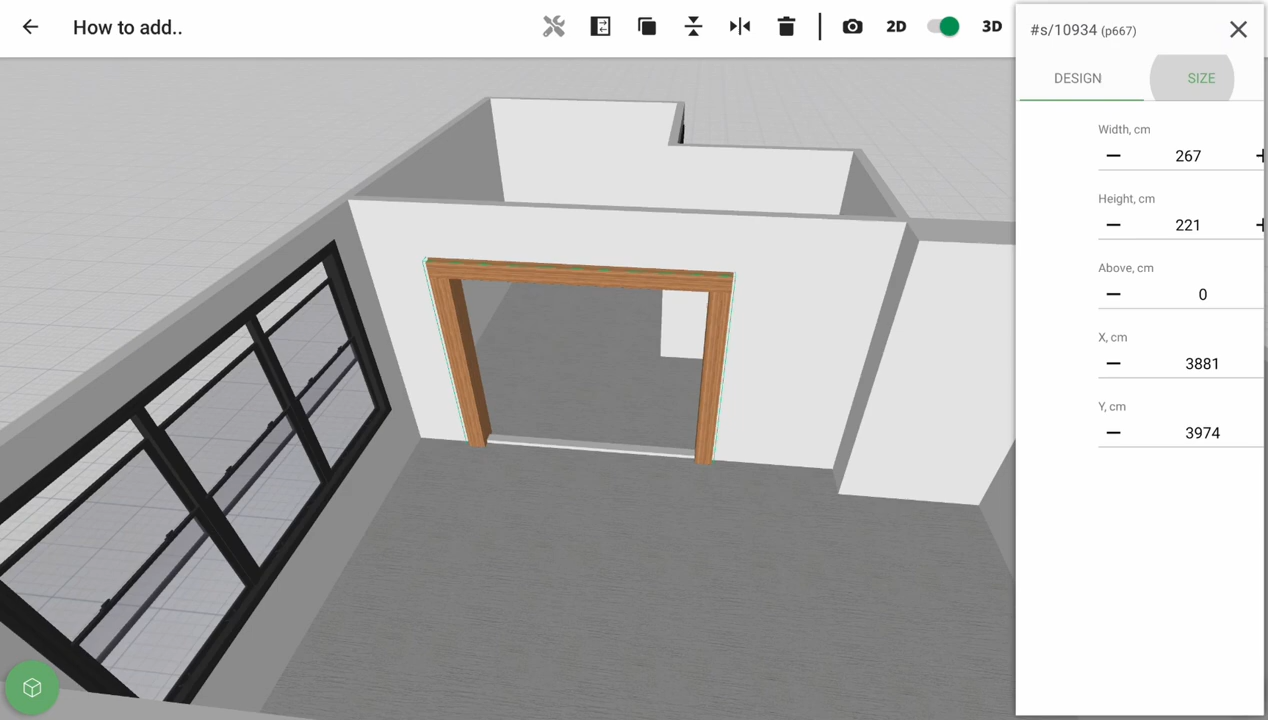 How to add..
2D
3D
#s/10934 (p667)
DESIGN
SIZE
Width, cm
267
Height, cm
221
Above, cm
0
X, cm
3881
Y, cm
3974